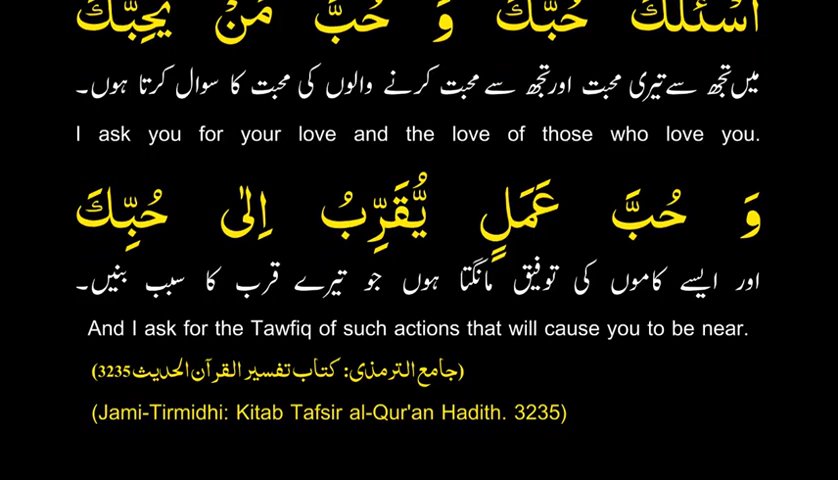 اَسْئَلُكَ حُبَّكَ وَ حُبَّ مَنْ يُّحِبُّكَ
میں تجھ سے تیری محبت اور تجھ سے محبت کرنے والوں کی محبت کا سوال کرتا ہوں۔
I ask you for your love and the love of those who love you.
وَ حُبَّ عَمَلٍ يُّقَرِّبُ اِلٰی حُبِّكَ
اور ایسے کاموں کی توفیق مانگتا ہوں جو تیرے قرب کا سبب بنیں۔
And I ask for the Tawfiq of such actions that will cause you to be near.
(جامع الترمذی: کتاب تفسیر القرآن الحدیث 3235)
(Jami-Tirmidhi: Kitab Tafsir al-Qur'an Hadith. 3235)